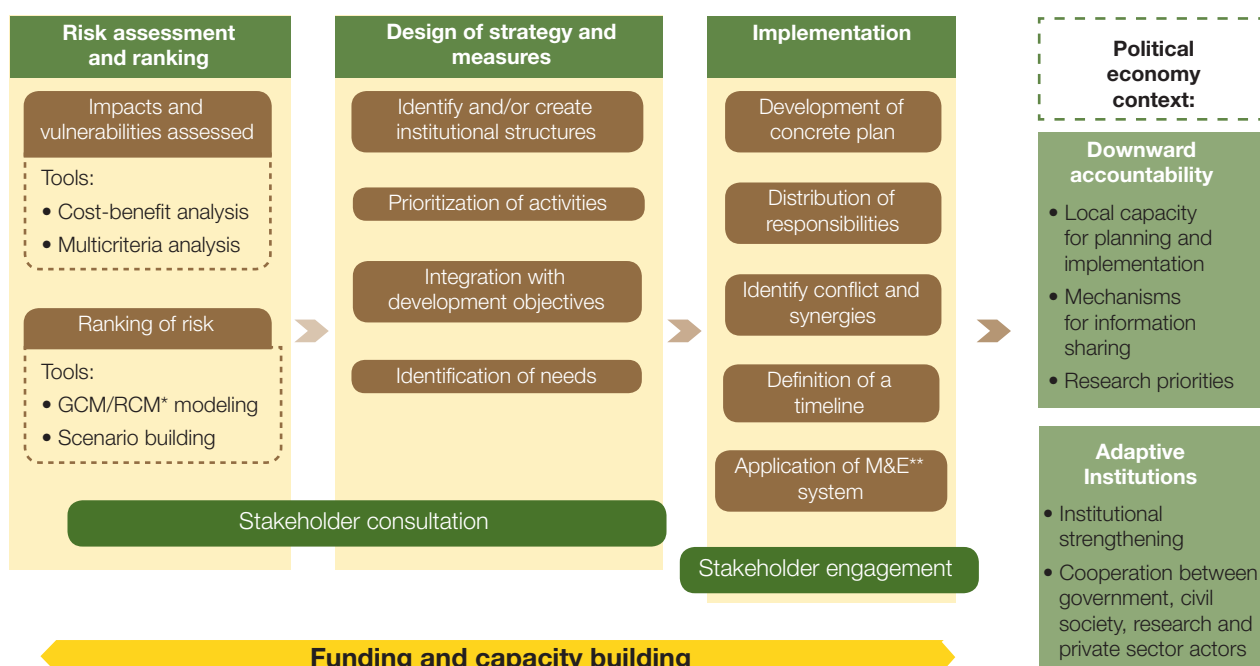 Risk assessment
and ranking
Impacts and
vulnerabilities assessed
Tools:
• Cost-benefit analysis
• Multicriteria analysis
Ranking of risk
Tools:
• GCM/RCM* modeling
• Scenario building
Design of strategy and
measures
Identify and/or create
institutional structures
Prioritization of activities
Integration with
development objectives
Identification of needs
Stakeholder consultation
Implementation
Development of
concrete plan
Distribution of
responsibilities
Identify conflict and
synergies
Definition of a
timeline
Application of M&E**
system
Stakeholder engagement
Funding and capacity building
Political
economy
context:
Downward
accountability
• Local capacity
for planning and
implementation
• Mechanisms
for information
sharing
• Research priorities
Adaptive
Institutions
• Institutional
strengthening
• Cooperation between
government, civil
society, research and
private sector actors